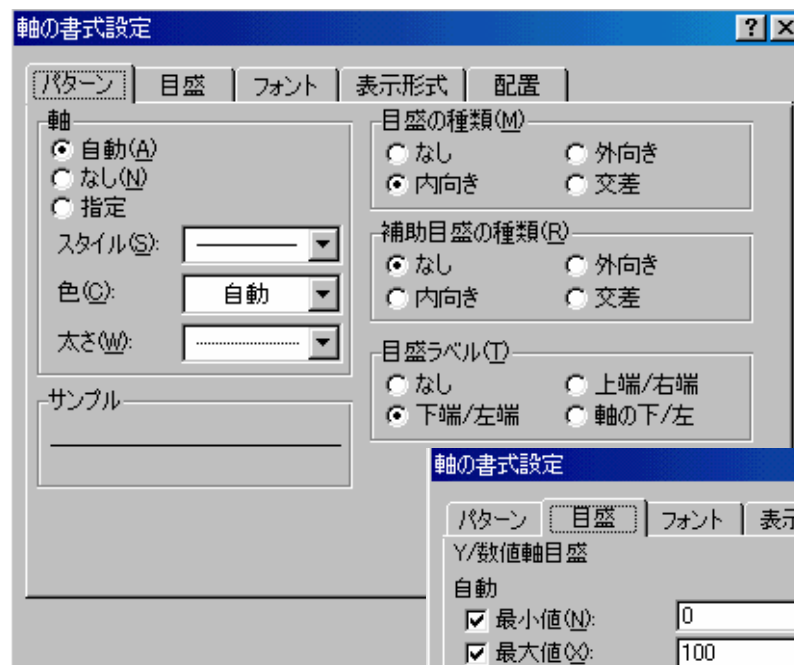 軸の書式設定
パターン 目盛 フォント 表示形式 配置
軸
自動(A)
なし(N)
指定
スタイル(S):
色(C): 自動
太さ(W):
サンプル
目盛の種類(M)
なし 外向き
内向き 交差
補助目盛の種類(R)
なし 外向き
内向き 交差
目盛ラベル(T)
なし 上端/右端
下端/左端 軸の下/左
軸の書式設定
パターン 目盛 フォント 表示
Y/数値軸目盛
自動
最小値(N): 0
最大値(X): 100